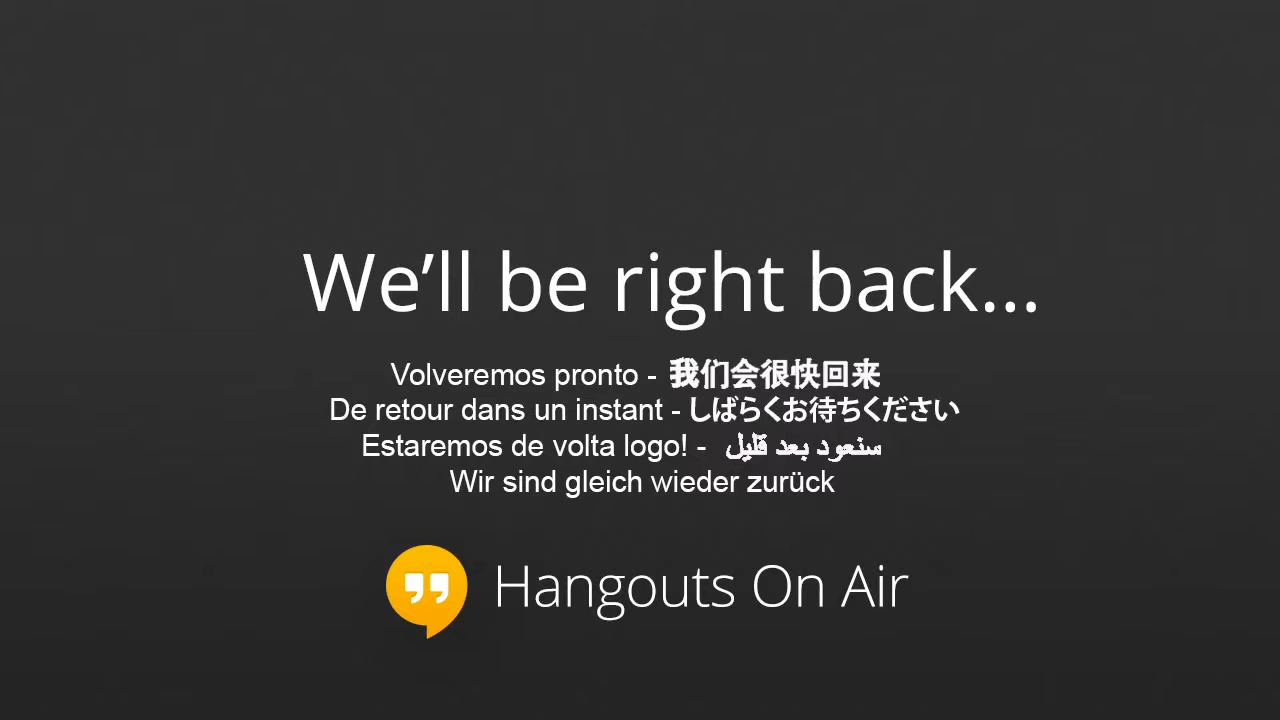 We’ll be right back...
Volveremos pronto - 我们会很快回来
De retour dans un instant - しばらくお待ちください
Estaremos de volta logo! - سنعود بعد قليل
Wir sind gleich wieder zurück
Hangouts On Air